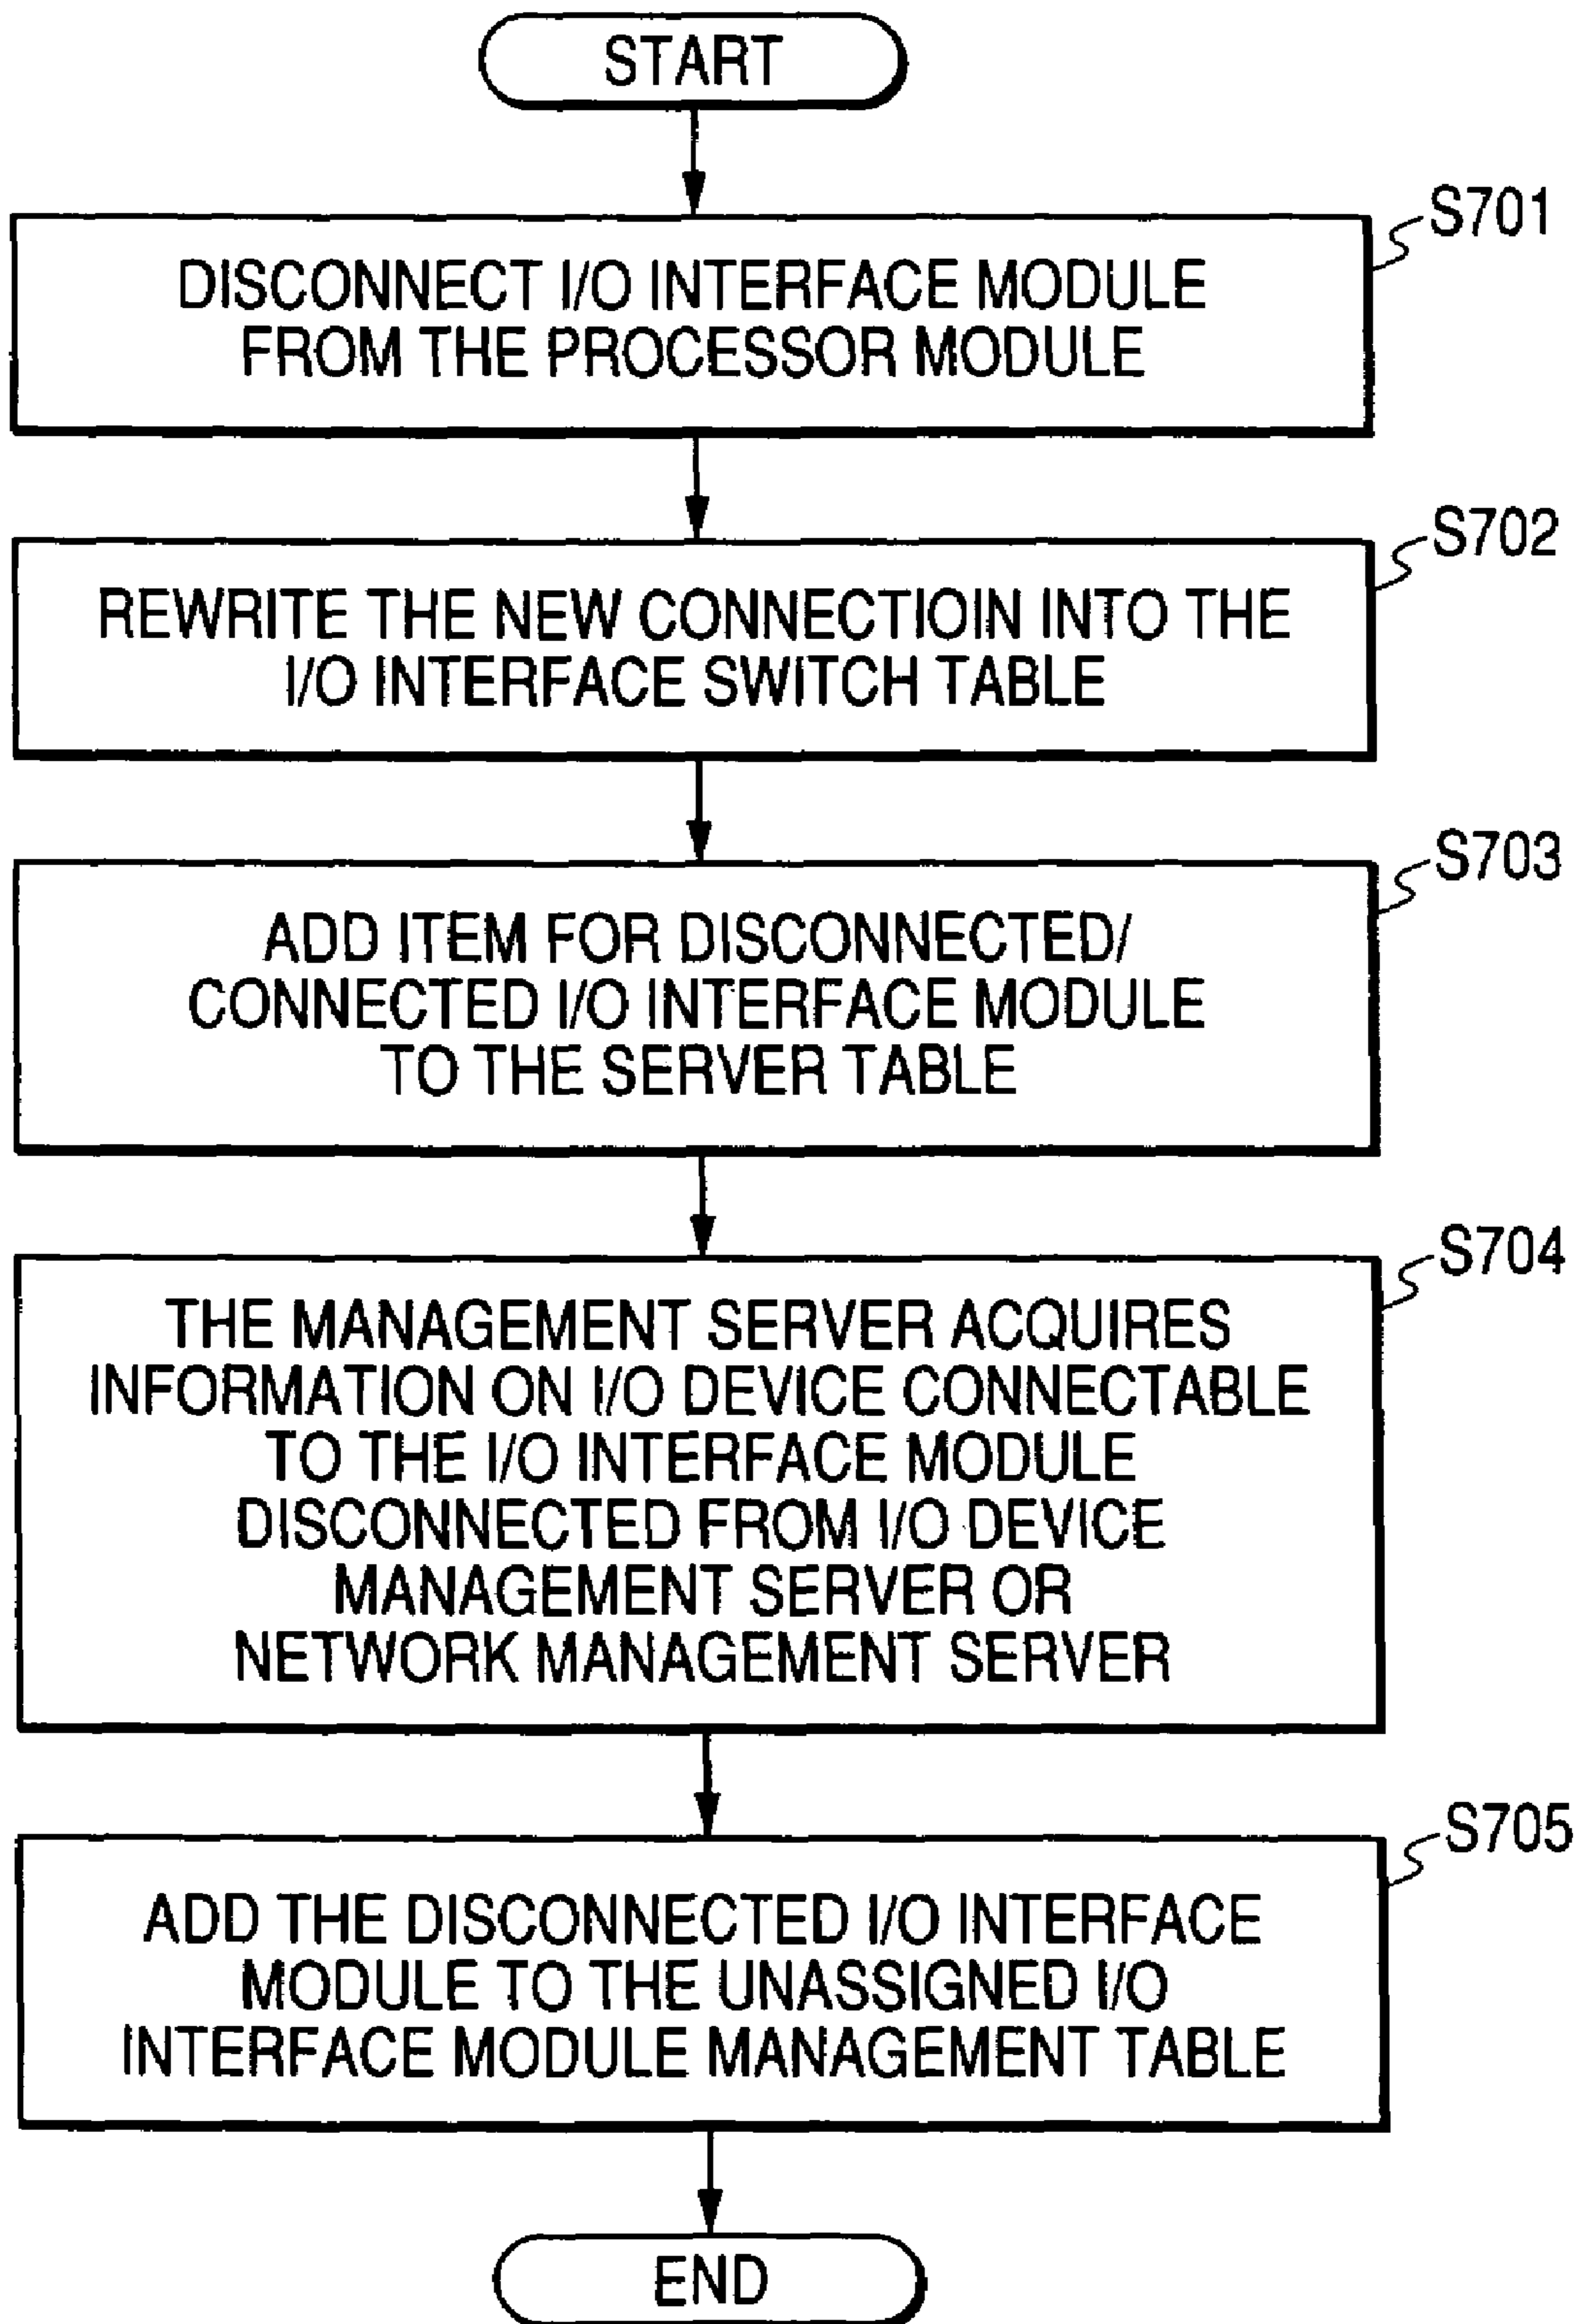 START
S701
DISCONNECT I/O INTERFACE MODULE
FROM THE PROCESSOR MODULE
S702
REWRITE THE NEW CONNECTIOIN INTO THE
I/O INTERFACE SWITCH TABLE
S703
ADD ITEM FOR DISCONNECTED/
CONNECTED I/O INTERFACE MODULE
TO THE SERVER TABLE
S704
THE MANAGEMENT SERVER ACQUIRES
INFORMATION ON I/O DEVICE CONNECTABLE
TO THE I/O INTERFACE MODULE
DISCONNECTED FROM I/O DEVICE
MANAGEMENT SERVER OR
NETWORK MANAGEMENT SERVER
S705
ADD THE DISCONNECTED I/O INTERFACE
MODULE TO THE UNASSIGNED I/O
INTERFACE MODULE MANAGEMENT TABLE
END